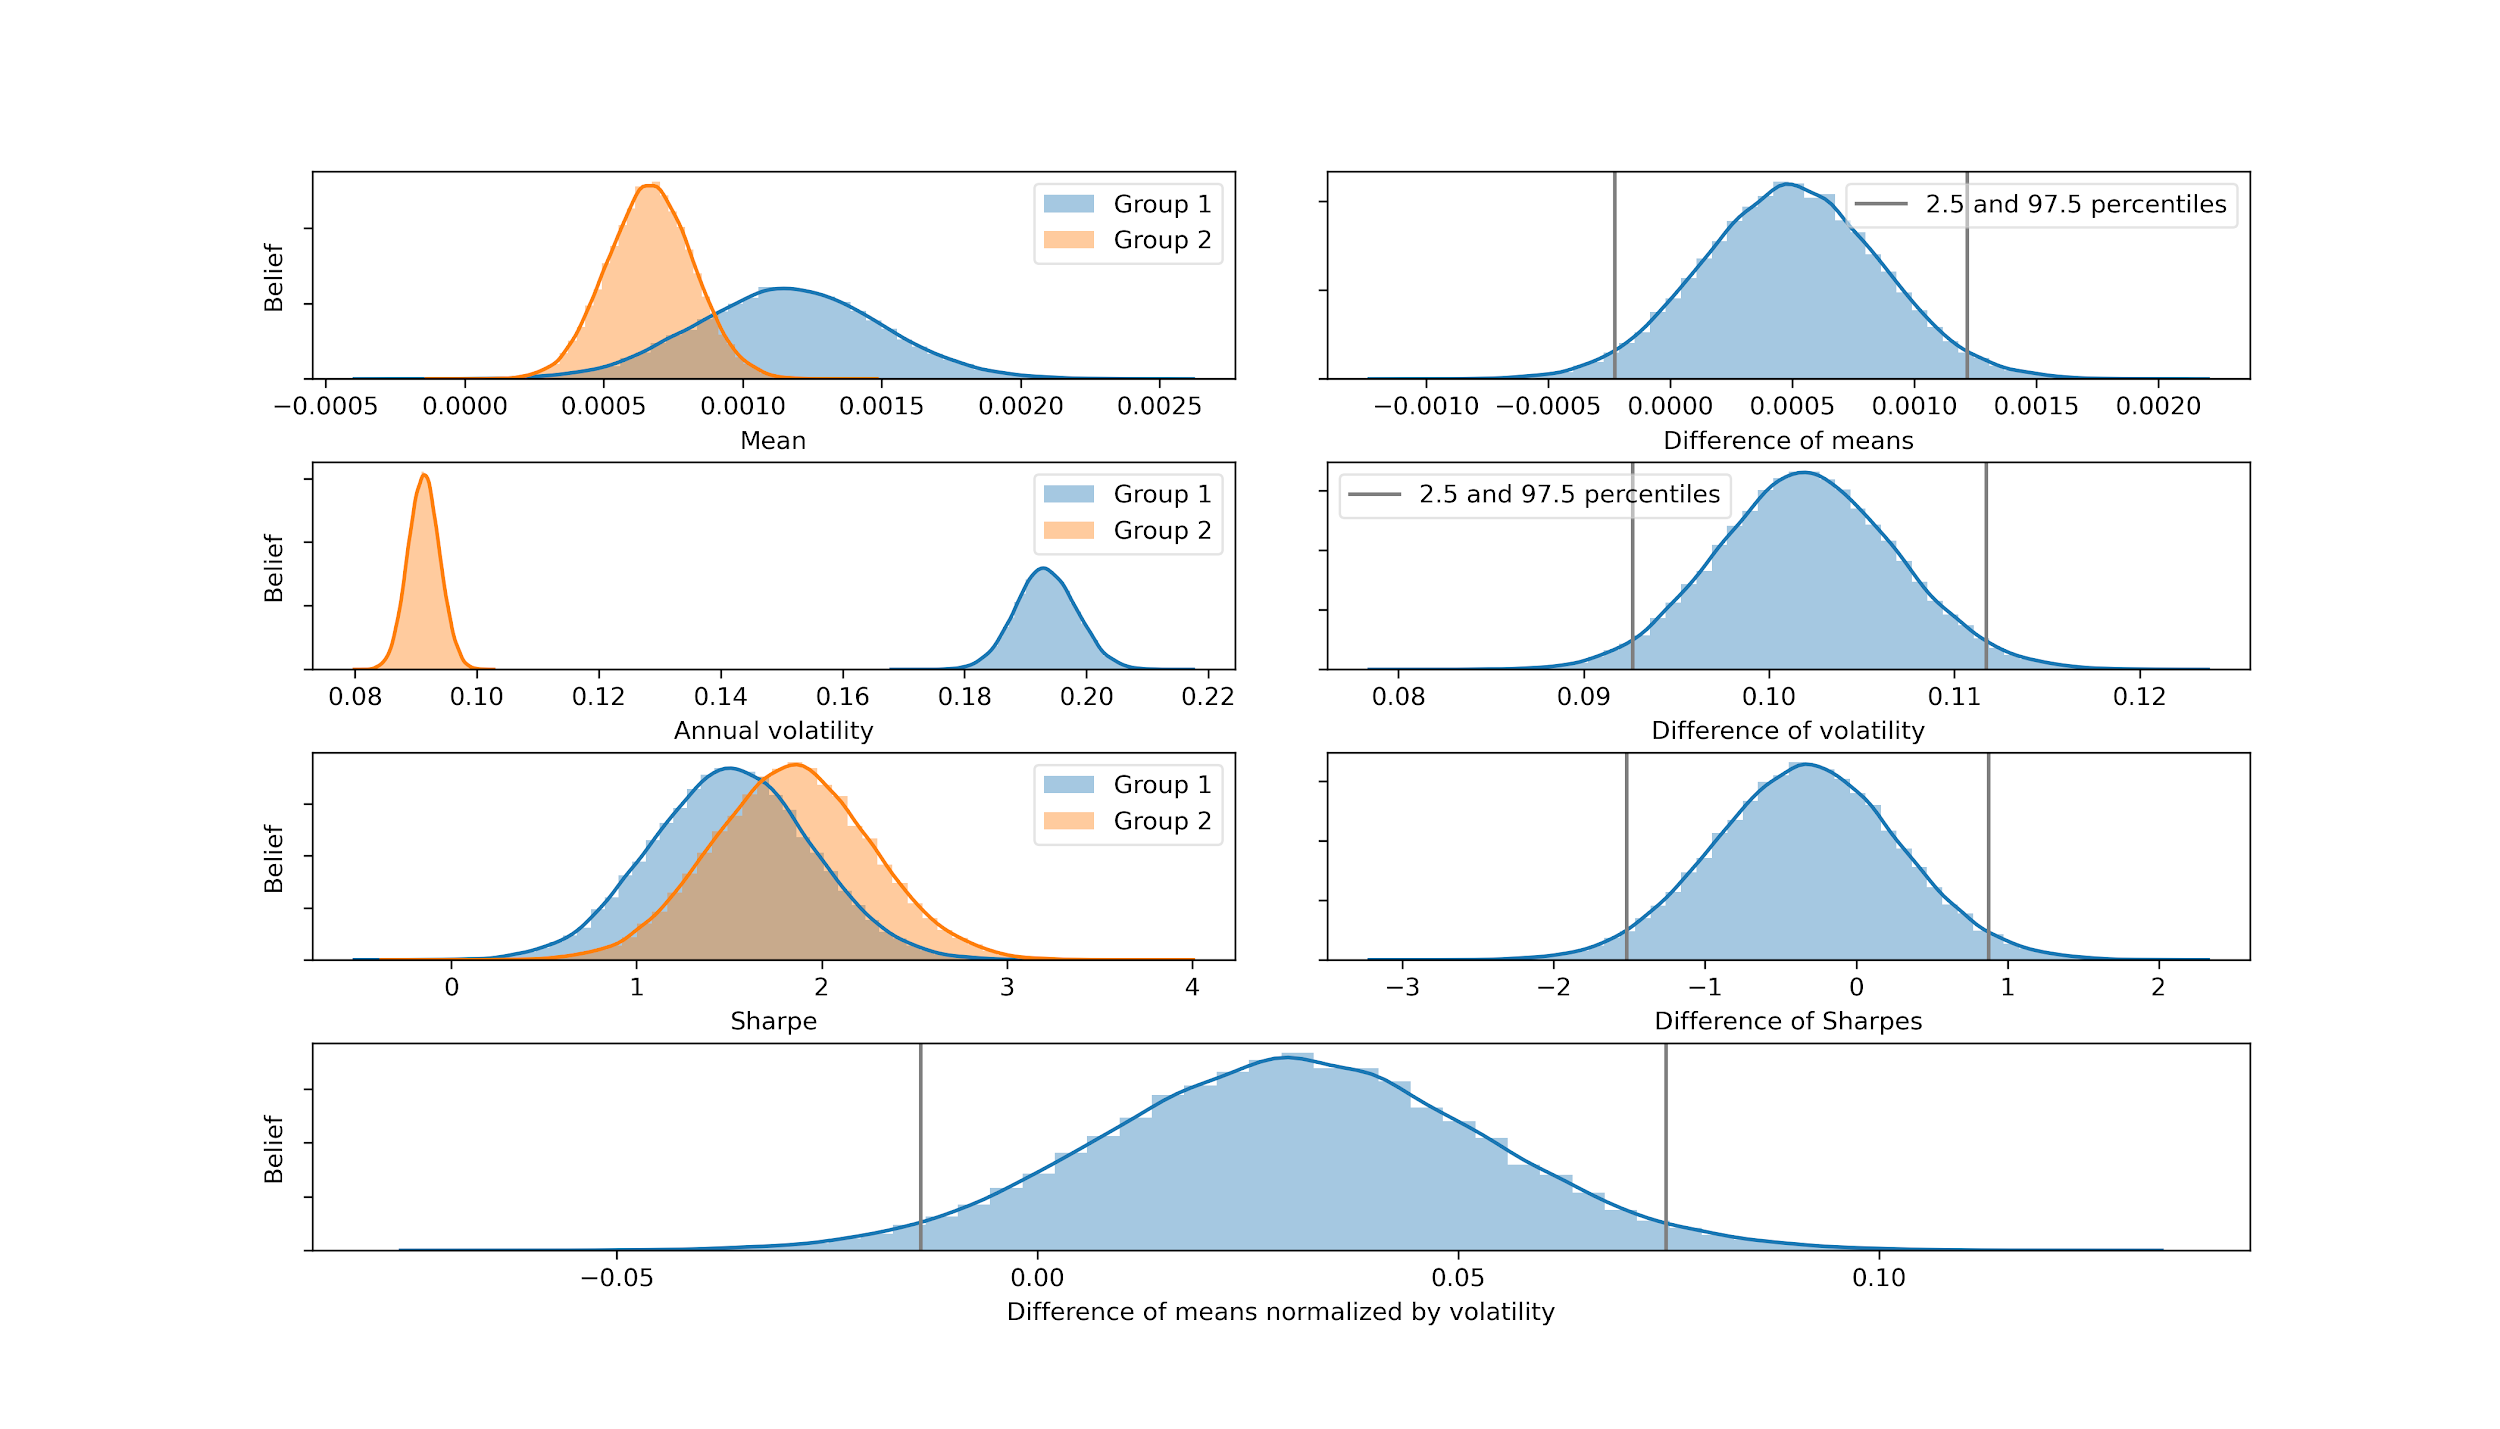 Belief
Group 1
Group 2
−0.0005 0.0000 0.0005 0.0010 0.0015 0.0020 0.0025
Mean
2.5 and 97.5 percentiles
−0.0010 −0.0005 0.0000 0.0005 0.0010 0.0015 0.0020
Difference of means
Belief
Group 1
Group 2
0.08 0.10 0.12 0.14 0.16 0.18 0.20 0.22
Annual volatility
2.5 and 97.5 percentiles
0.08 0.09 0.10 0.11 0.12
Difference of volatility
Belief
Group 1
Group 2
0 1 2 3 4
Sharpe
−3 −2 −1 0 1 2
Difference of Sharpes
Belief
−0.05 0.00 0.05 0.10
Difference of means normalized by volatility